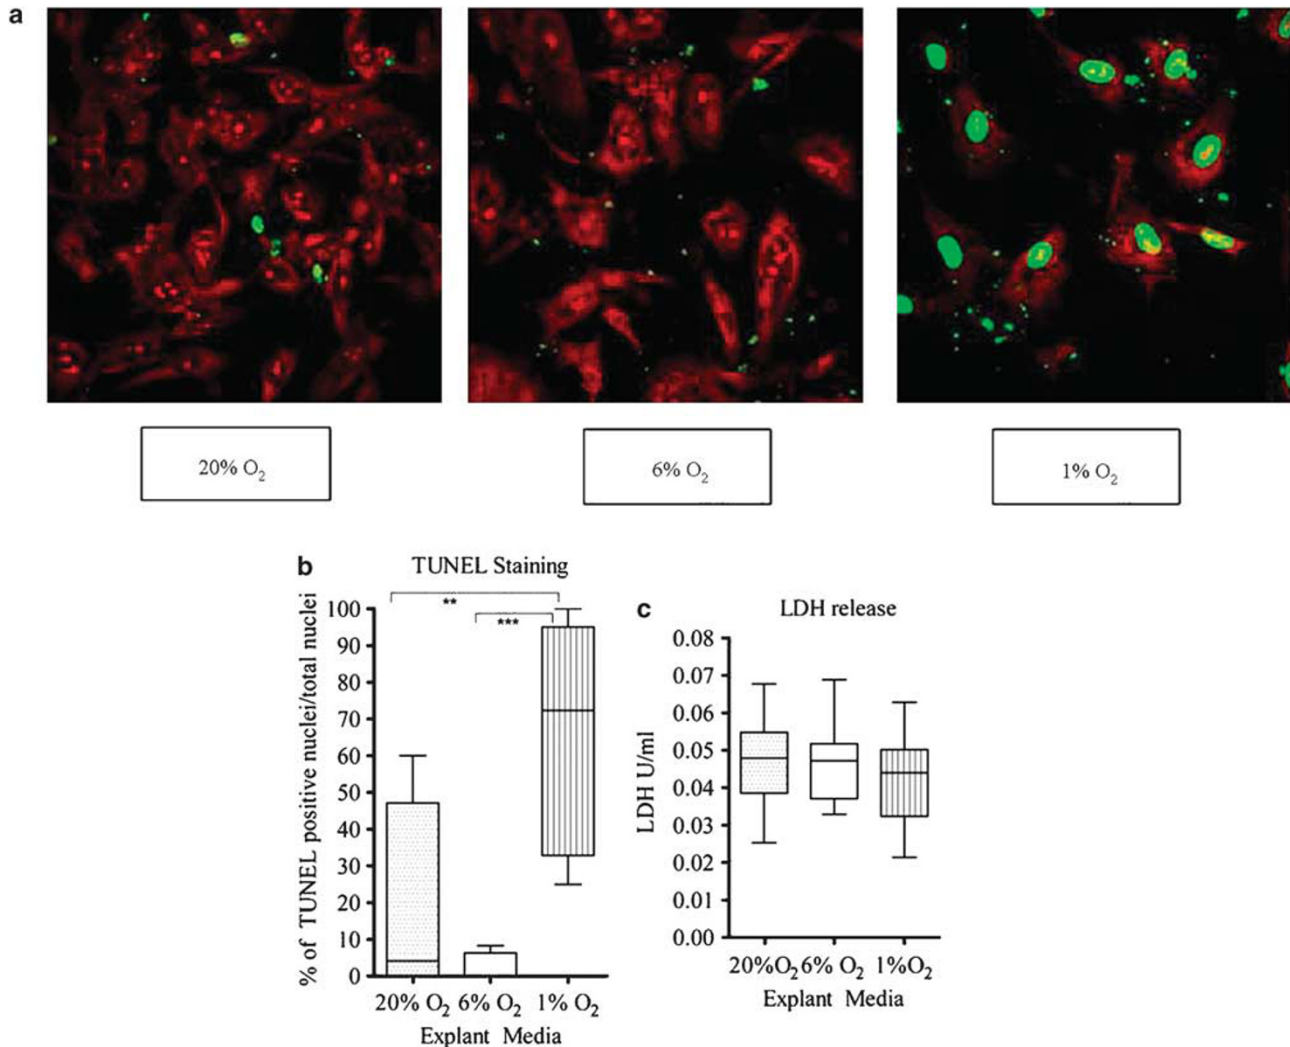 a
20% O2
6% O2
1% O2
b
TUNEL Staining
% of TUNEL positive nuclei/total nuclei
**
***
100
90
80
70
60
50
40
30
20
10
0
20% O2 6% O2 1% O2
Explant Media
c
LDH release
LDH U/ml
0.08
0.07
0.06
0.05
0.04
0.03
0.02
0.01
0.00
20%O2 6% O2 1%O2
Explant Media